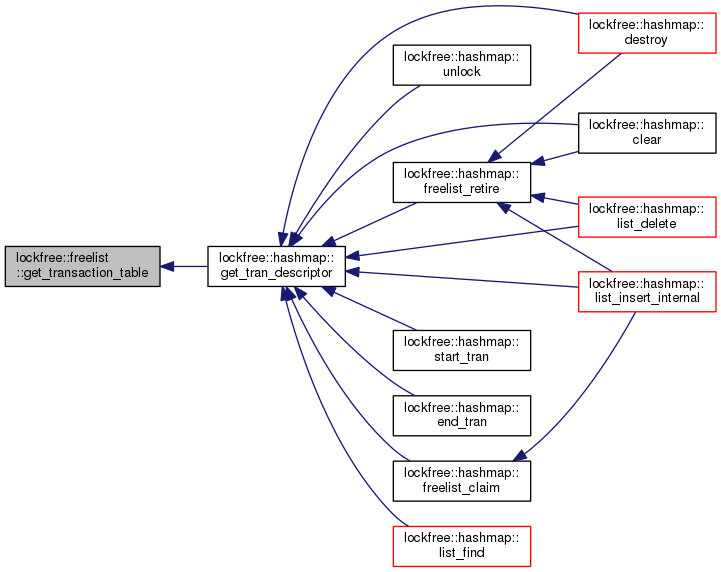 lockfree::hashmap::
destroy
lockfree::hashmap::
unlock
lockfree::hashmap::
clear
lockfree::hashmap::
freelist_retire
lockfree::hashmap::
list_delete
lockfree::freelist
::get_transaction_table
lockfree::hashmap::
get_tran_descriptor
lockfree::hashmap::
list_insert_internal
lockfree::hashmap::
start_tran
lockfree::hashmap::
end_tran
lockfree::hashmap::
freelist_claim
lockfree::hashmap::
list_find